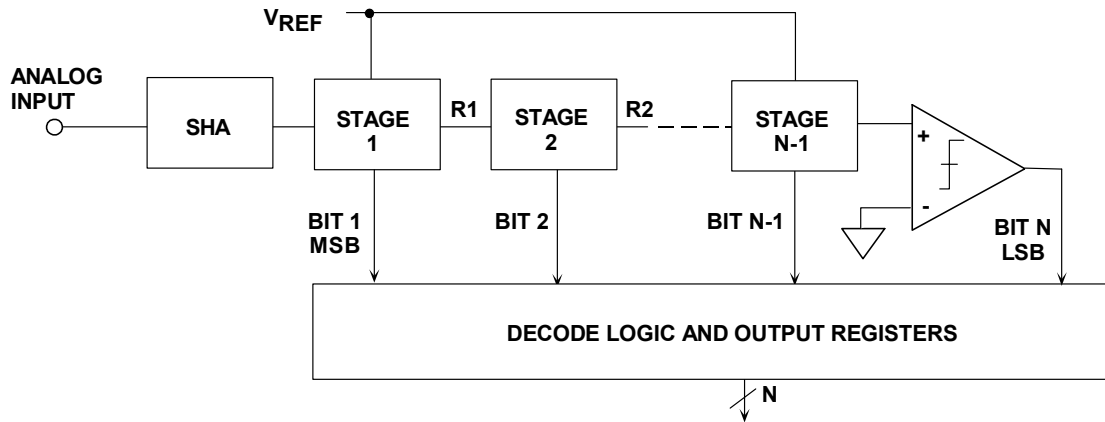 VREF
ANALOG
INPUT
SHA
STAGE
1
R1
STAGE
2
R2
STAGE
N-1
+
-
BIT 1
MSB
BIT 2
BIT N-1
BIT N
LSB
DECODE LOGIC AND OUTPUT REGISTERS
N